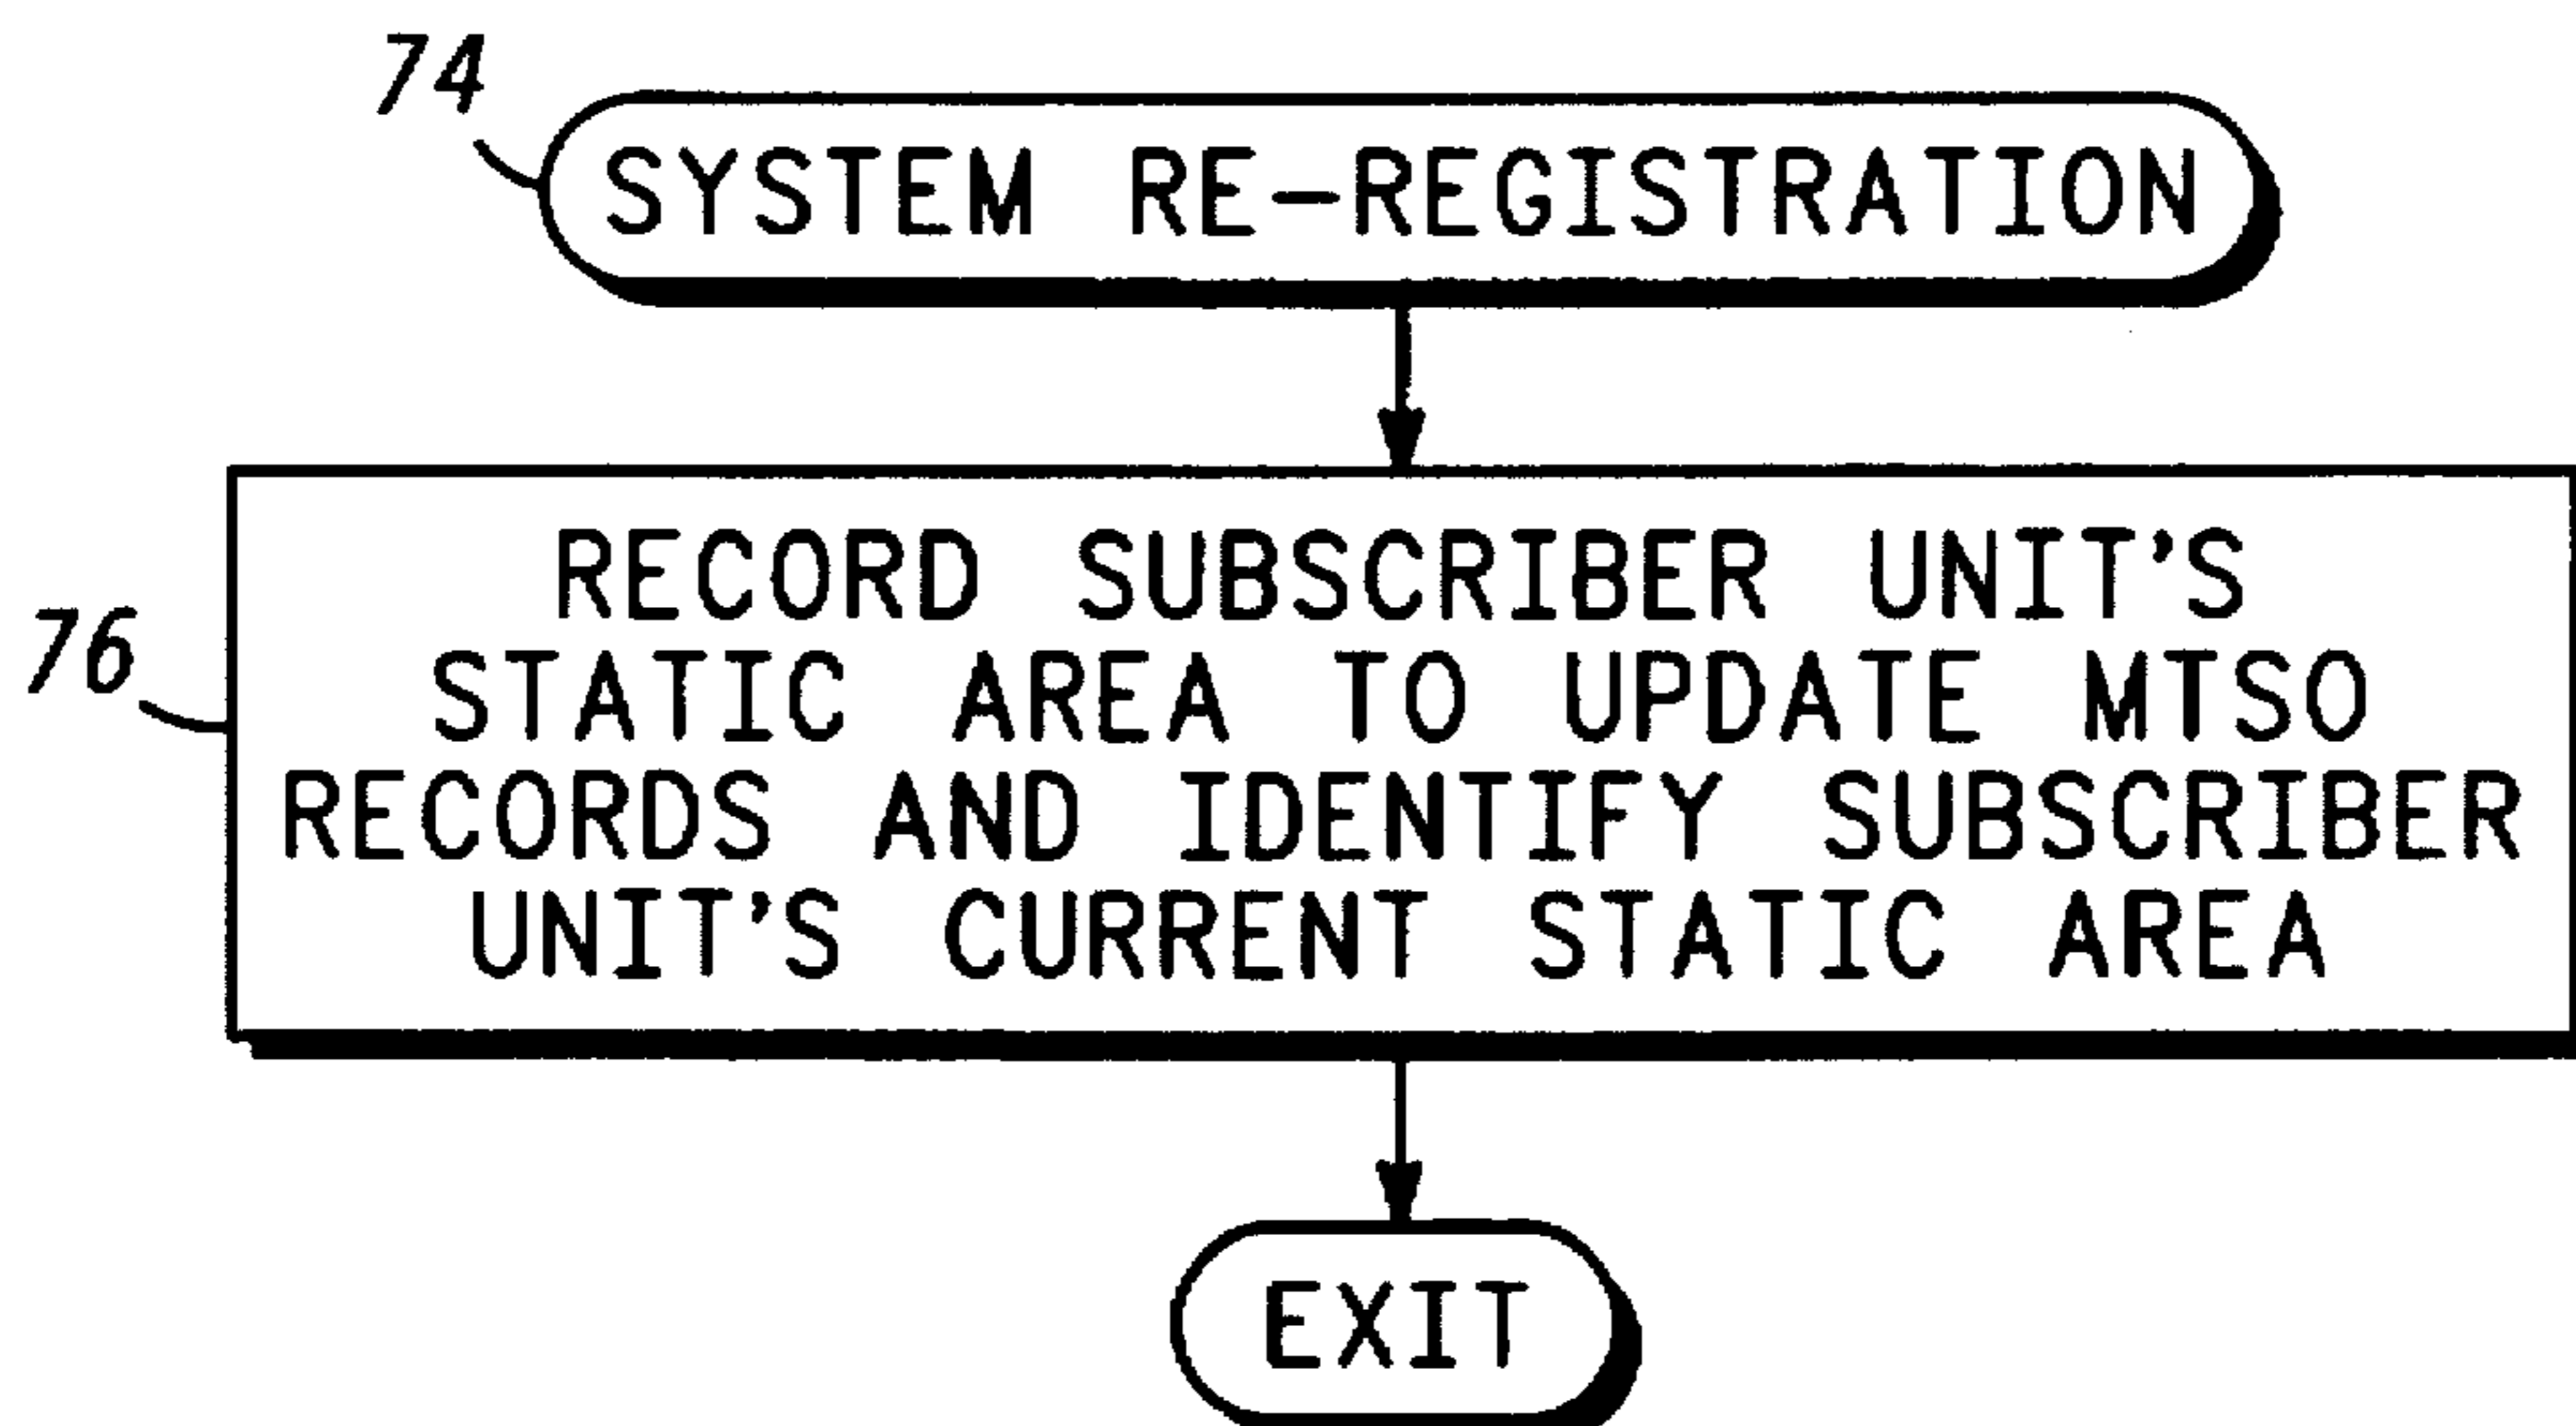 74
SYSTEM RE-REGISTRATION
76
RECORD SUBSCRIBER UNIT'S
STATIC AREA TO UPDATE MTSO
RECORDS AND IDENTIFY SUBSCRIBER
UNIT'S CURRENT STATIC AREA
EXIT